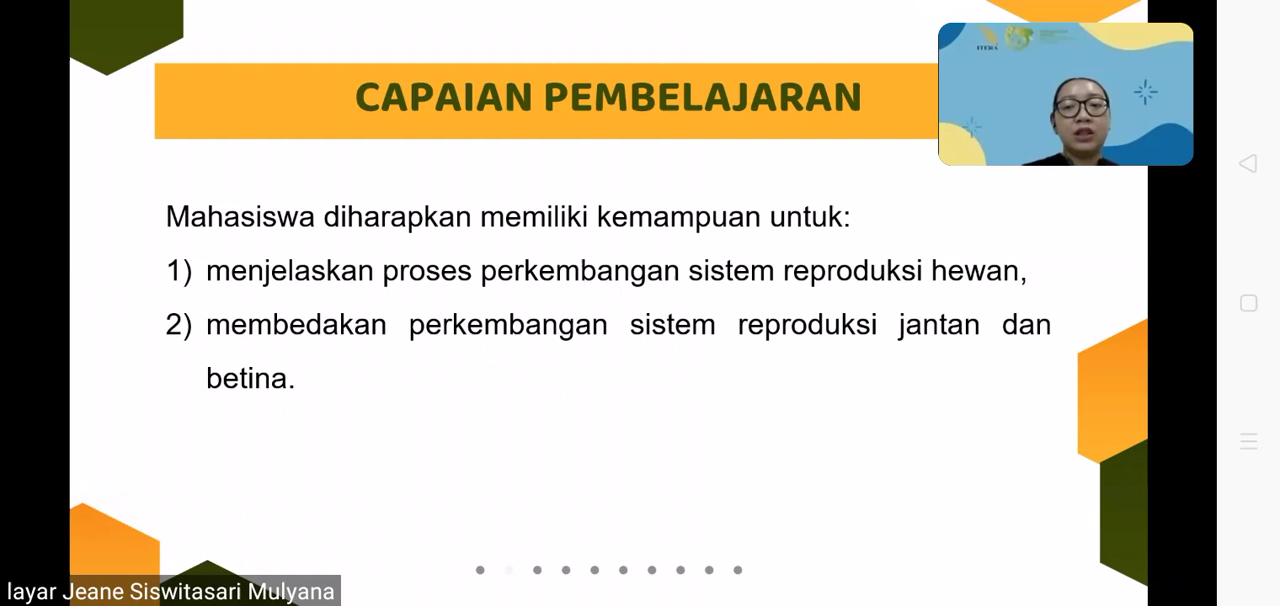 CAPAIAN PEMBELAJARAN
ITERA
Mahasiswa diharapkan memiliki kemampuan untuk:
1) menjelaskan proses perkembangan sistem reproduksi hewan,
2) membedakan perkembangan sistem reproduksi jantan dan
betina.
layar Jeane Siswitasari Mulyana